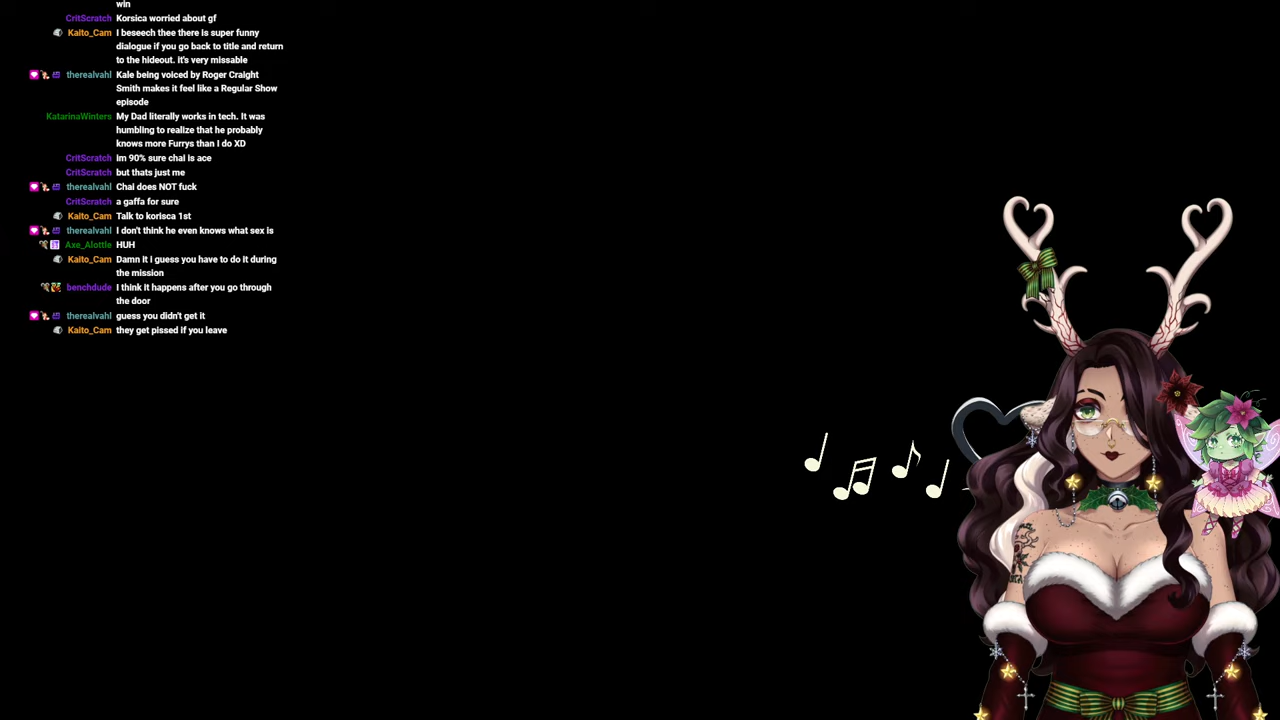 win
CritScratch Korsica worried about gf
Kaito_Cam I beseech thee there is super funny
dialogue if you go back to title and return
to the hideout. it's very missable
therealvahl Kale being voiced by Roger Craight
Smith makes it feel like a Regular Show
episode
KatarinaWinters My Dad literally works in tech. It was
humbling to realize that he probably
knows more Furrys than I do XD
CritScratch Im 90% sure chai is ace
CritScratch but thats just me
therealvahl Chai does NOT fuck
CritScratch a gaffa for sure
Kaito_Cam Talk to korisca 1st
therealvahl I don't think he even knows what sex is
Axe_Alottle HUH
Kaito_Cam Damn it i guess you have to do it during
the mission
benchdude I think it happens after you go through
the door
therealvahl guess you didn't get it
Kaito_Cam they get pissed if you leave